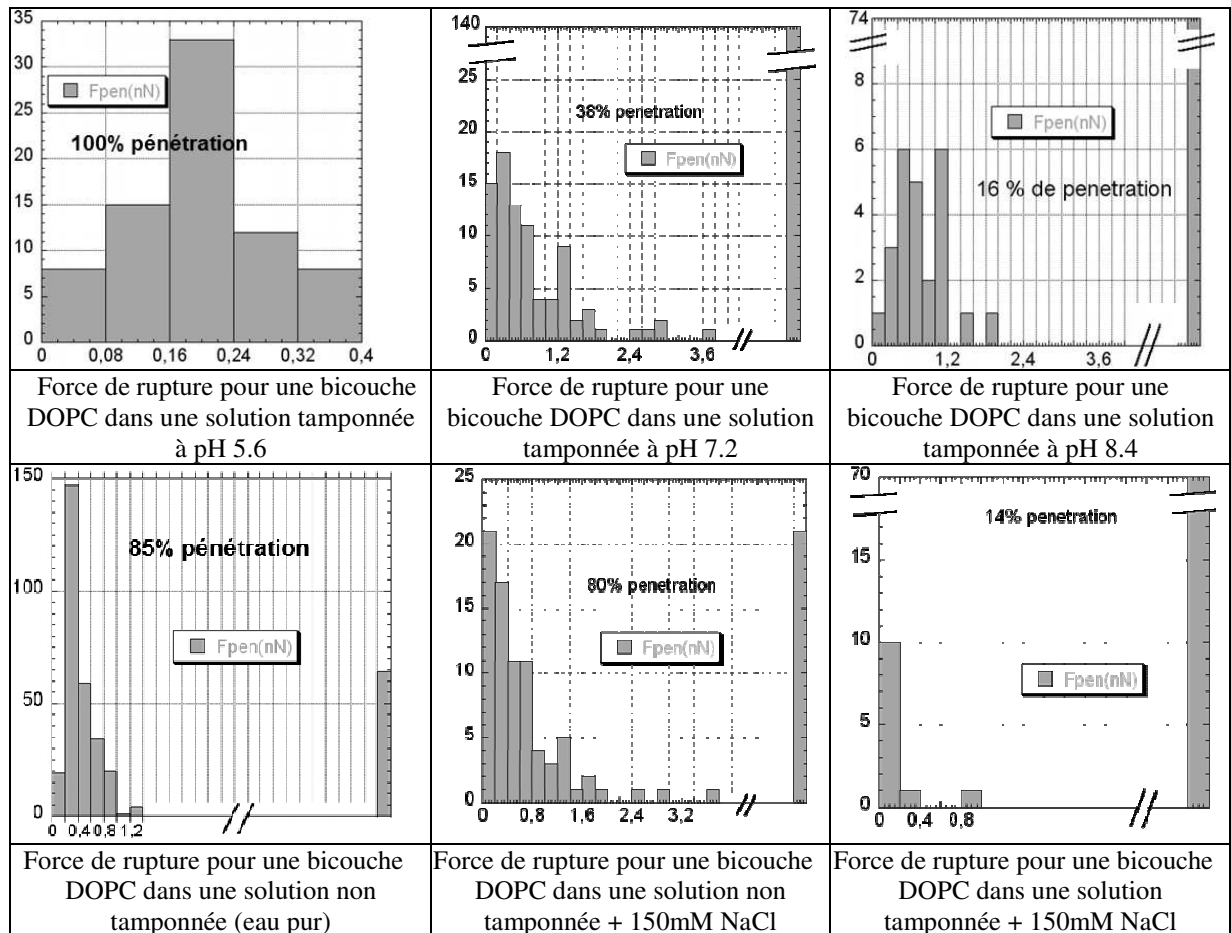 35
30
25
20
15
10
5
0
Fpen(nN)
100% pénétration
0 0,08 0,16 0,24 0,32 0,4
140
25
20
15
10
5
0
36% penetration
Fpen(nN)
0 1,2 2,4 3,6
74
8
6
4
2
0
Fpen(nN)
16 % de penetration
0 1,2 2,4 3,6
Force de rupture pour une bicouche
DOPC dans une solution tamponnée
à pH 5.6
Force de rupture pour une
bicouche DOPC dans une solution
tamponnée à pH 7.2
Force de rupture pour une
bicouche DOPC dans une solution
tamponnée à pH 8.4
150
100
50
0
85% pénétration
Fpen(nN)
0 0,4 0,8 1,2
25
20
15
10
5
0
80% penetration
Fpen(nN)
0 0,8 1,6 2,4 3,2
70
15
10
5
0
14% penetration
Fpen(nN)
0 0,4 0,8
Force de rupture pour une bicouche
DOPC dans une solution non
tamponnée (eau pur)
Force de rupture pour une bicouche
DOPC dans une solution non
tamponnée + 150mM NaCl
Force de rupture pour une bicouche
DOPC dans une solution
tamponnée + 150mM NaCl